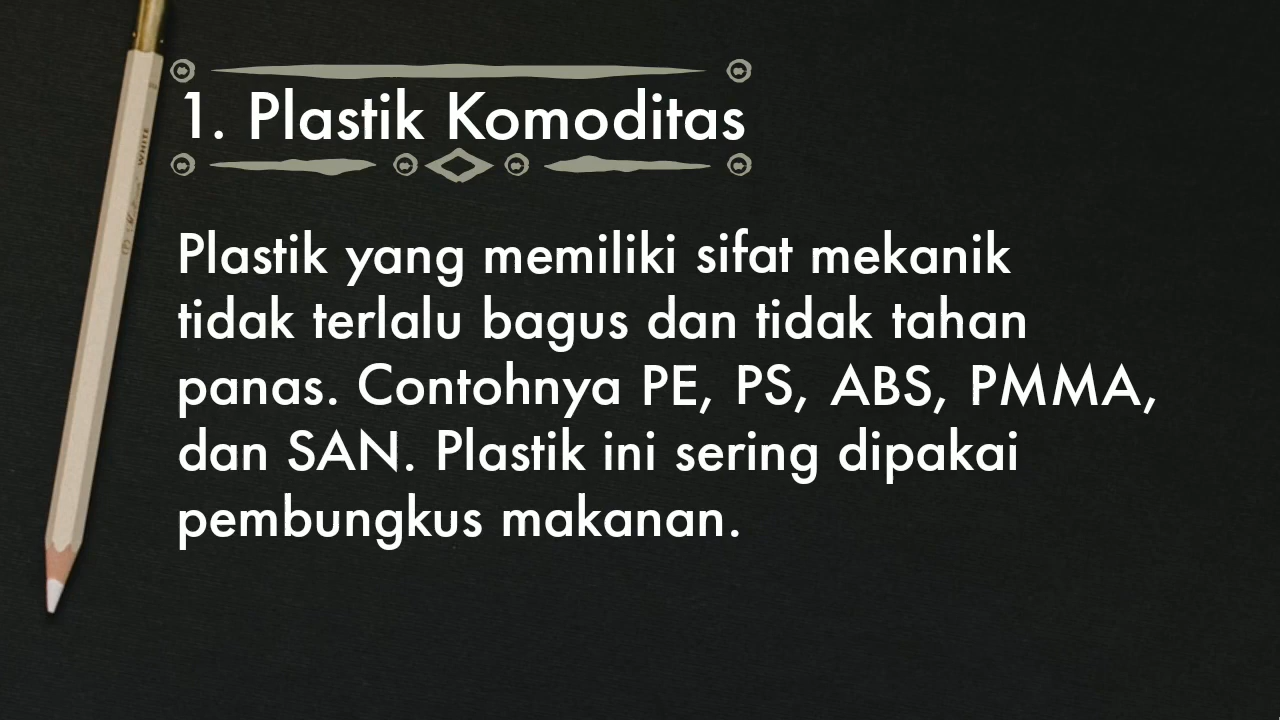 1. Plastik Komoditas
Plastik yang memiliki sifat mekanik
tidak terlalu bagus dan tidak tahan
panas. Contohnya PE, PS, ABS, PMMA,
dan SAN. Plastik ini sering dipakai
pembungkus makanan.
WHITE